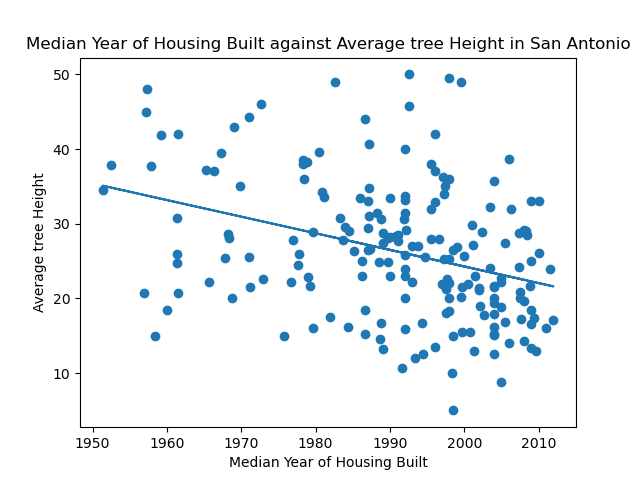 Median Year of Housing Built against Average tree Height in San Antonio
50
40
30
20
10
Average tree Height
1950 1960 1970 1980 1990 2000 2010
Median Year of Housing Built